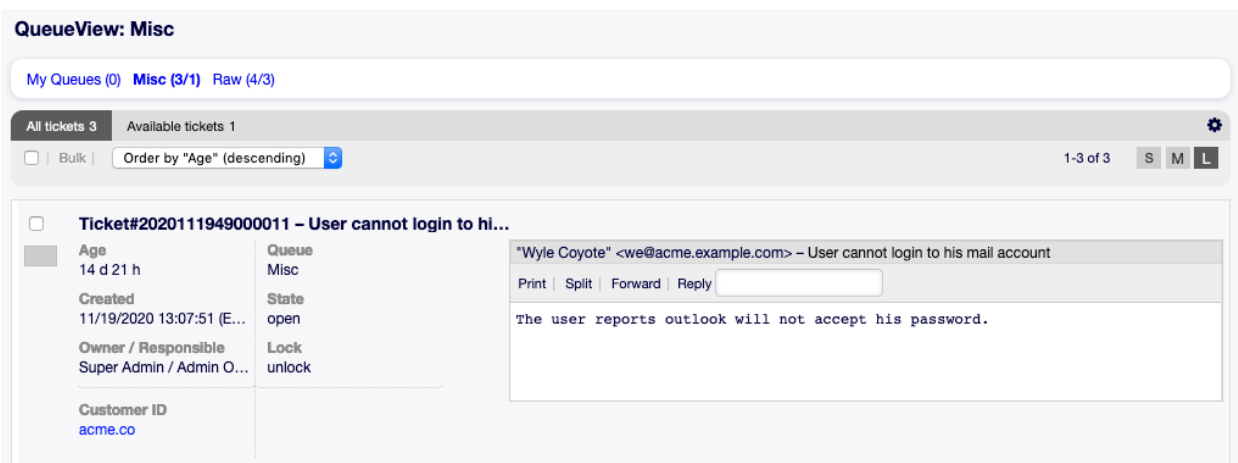 QueueView: Misc
My Queues (0) Misc (3/1) Raw (4/3)
All tickets 3 Available tickets 1
| Bulk | Order by "Age" (descending) 1-3 of 3 S M L
Ticket#2020111949000011 – User cannot login to hi...
Age Queue
14 d 21 h Misc
Created State
11/19/2020 13:07:51 (E... open
Owner / Responsible Lock
Super Admin / Admin O... unlock
Customer ID
acme.co
"Wyle Coyote" <we@acme.example.com> – User cannot login to his mail account
Print | Split | Forward | Reply
The user reports outlook will not accept his password.